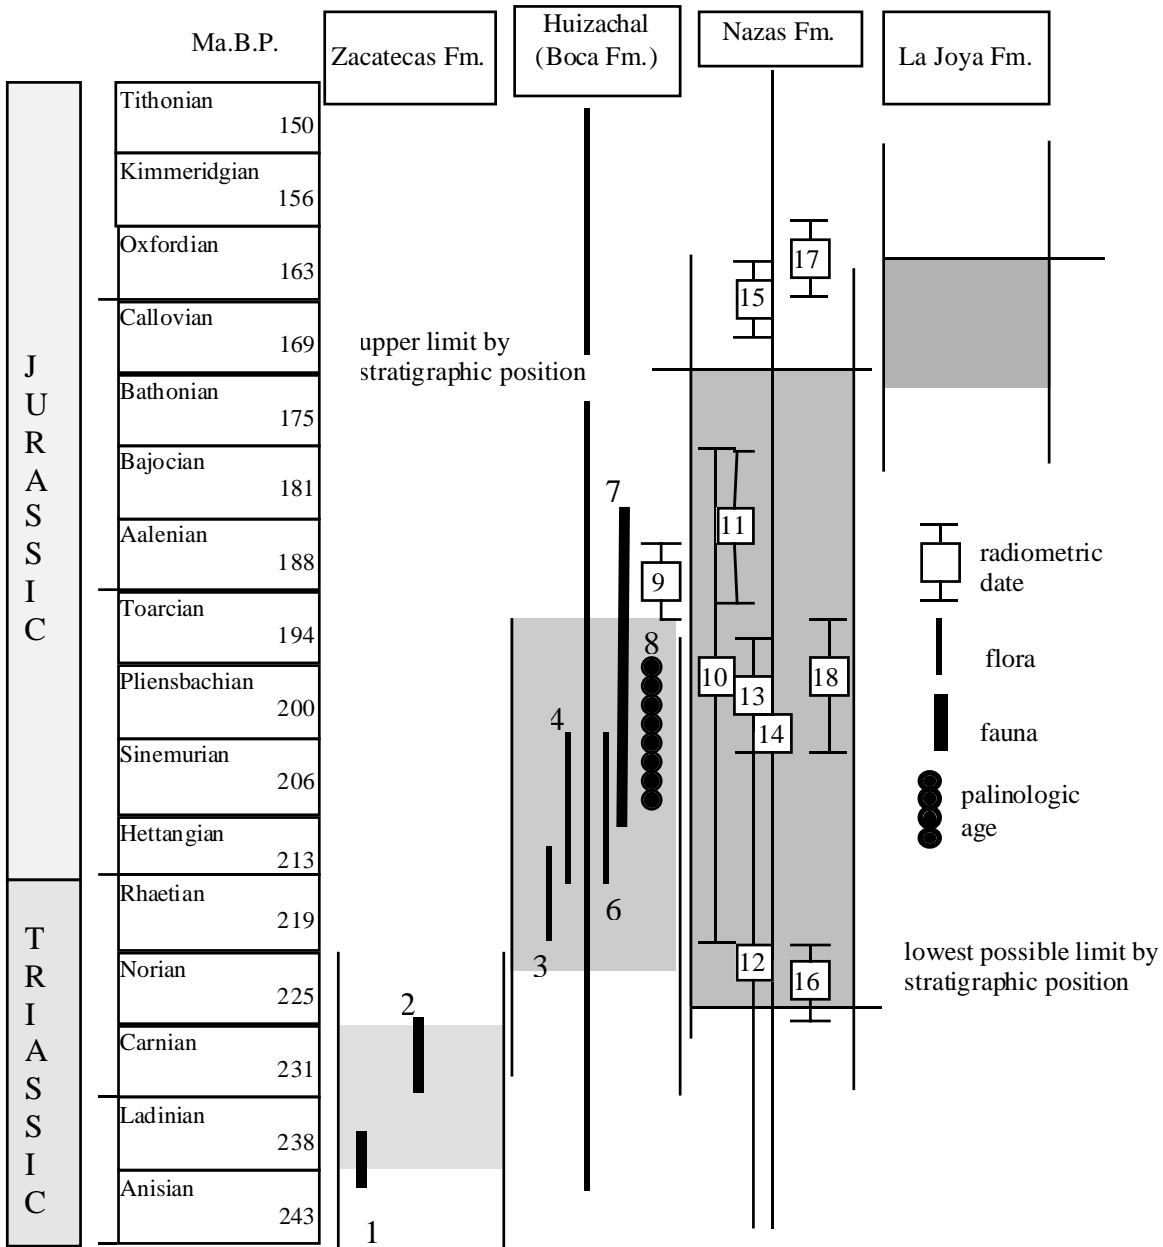 Ma.B.P.
Zacatecas Fm.
Huizachal
(Boca Fm.)
Nazas Fm.
La Joya Fm.
JURASSIC
TRIASSIC
Tithonian
150
Kimmeridgian
156
Oxfordian
163
Callovian
169
Bathonian
175
Bajocian
181
Aalenian
188
Toarcian
194
Pliensbachian
200
Sinemurian
206
Hettangian
213
Rhaetian
219
Norian
225
Carnian
231
Ladinian
238
Anisian
243
upper limit by
stratigraphic position
1
2
3
4
6
7
8
9
10
11
12
13
14
15
16
17
18
radiometric
date
flora
fauna
palinologic
age
lowest possible limit by
stratigraphic position